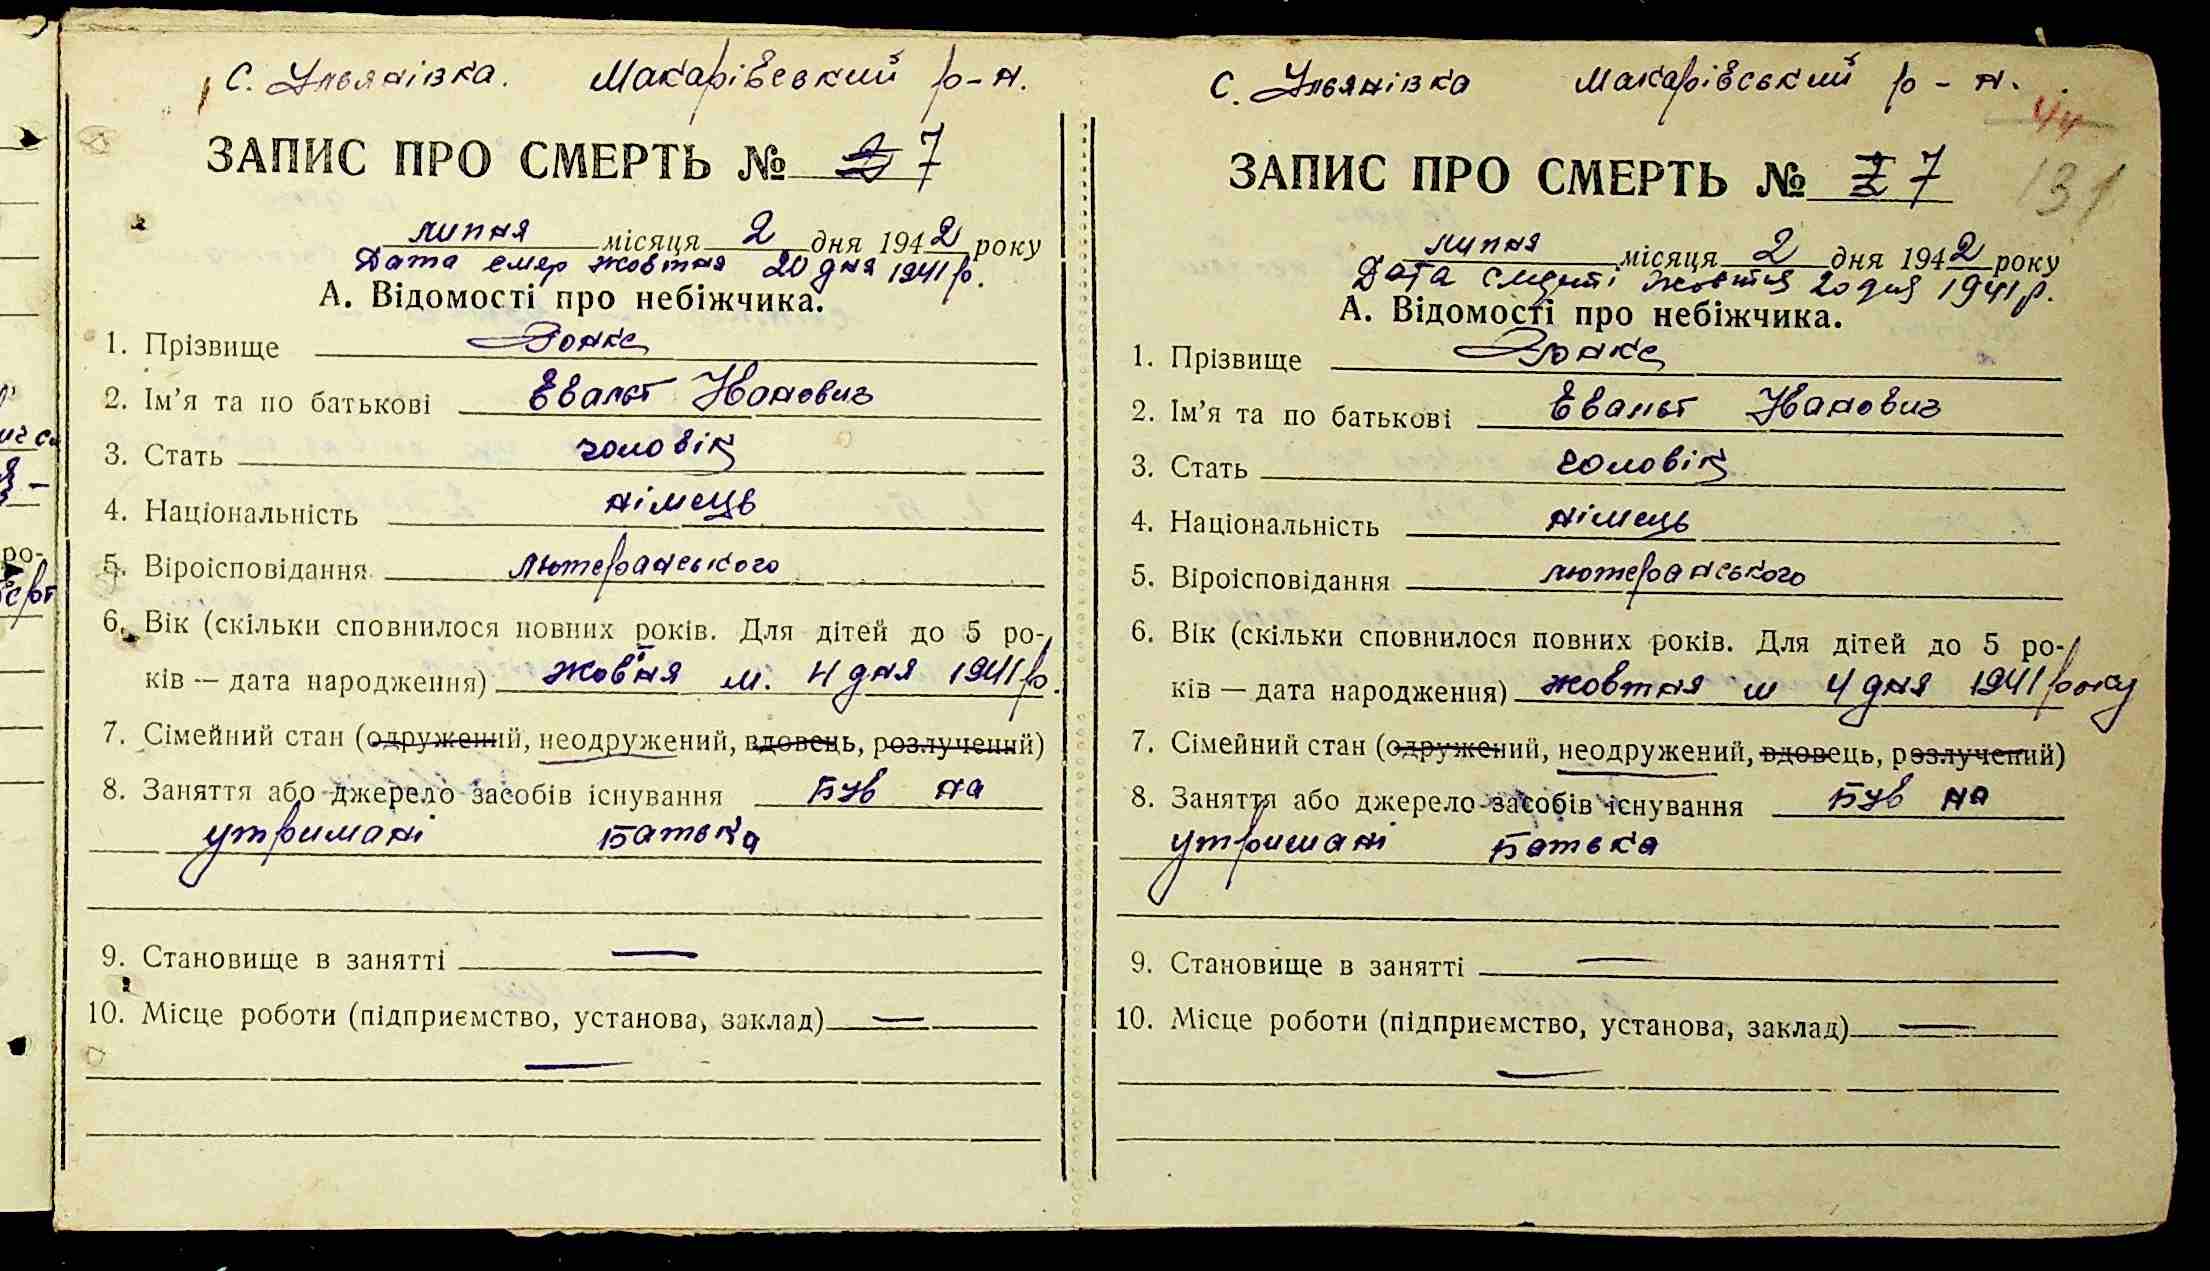 с. Ульянівка. Макарівський р-н.
ЗАПИС ПРО СМЕРТЬ № 7
липня місяця 2 дня 1942 року
Дата смер жовтня 20 дня 1941 р.
А. Відомості про небіжчика.
1. Прізвище
2. Ім'я та по батькові Евальт Иванович
3. Стать чоловік
4. Національність німець
5. Віроісповідання лютеранського
6. Вік (скільки сповнилося повних років. Для дітей до 5 ро-
ків — дата народження) жовня м. 4 дня 1941 р.
7. Сімейний стан (одружений, неодружений, вдовець, розлучений)
8. Заняття або джерело засобів існування Був на
утримані Батька
9. Становище в занятті —
10. Місце роботи (підприємство, установа, заклад) —
—
с. Ульянівка Макарівський р-н.
44
131
ЗАПИС ПРО СМЕРТЬ № 7
липня місяця 2 дня 1942 року
Дата смерті жовтня 20 дня 1941 р.
А. Відомості про небіжчика.
1. Прізвище
2. Ім'я та по батькові Евальт Иванович
3. Стать чоловік
4. Національність німець
5. Віроісповідання лютеранського
6. Вік (скільки сповнилося повних років. Для дітей до 5 ро-
ків — дата народження) жовтня м 4 дня 1941 року
7. Сімейний стан (одружений, неодружений, вдовець, розлучений)
8. Заняття або джерело засобів існування Був на
утримані Батька
9. Становище в занятті —
10. Місце роботи (підприємство, установа, заклад) —
—